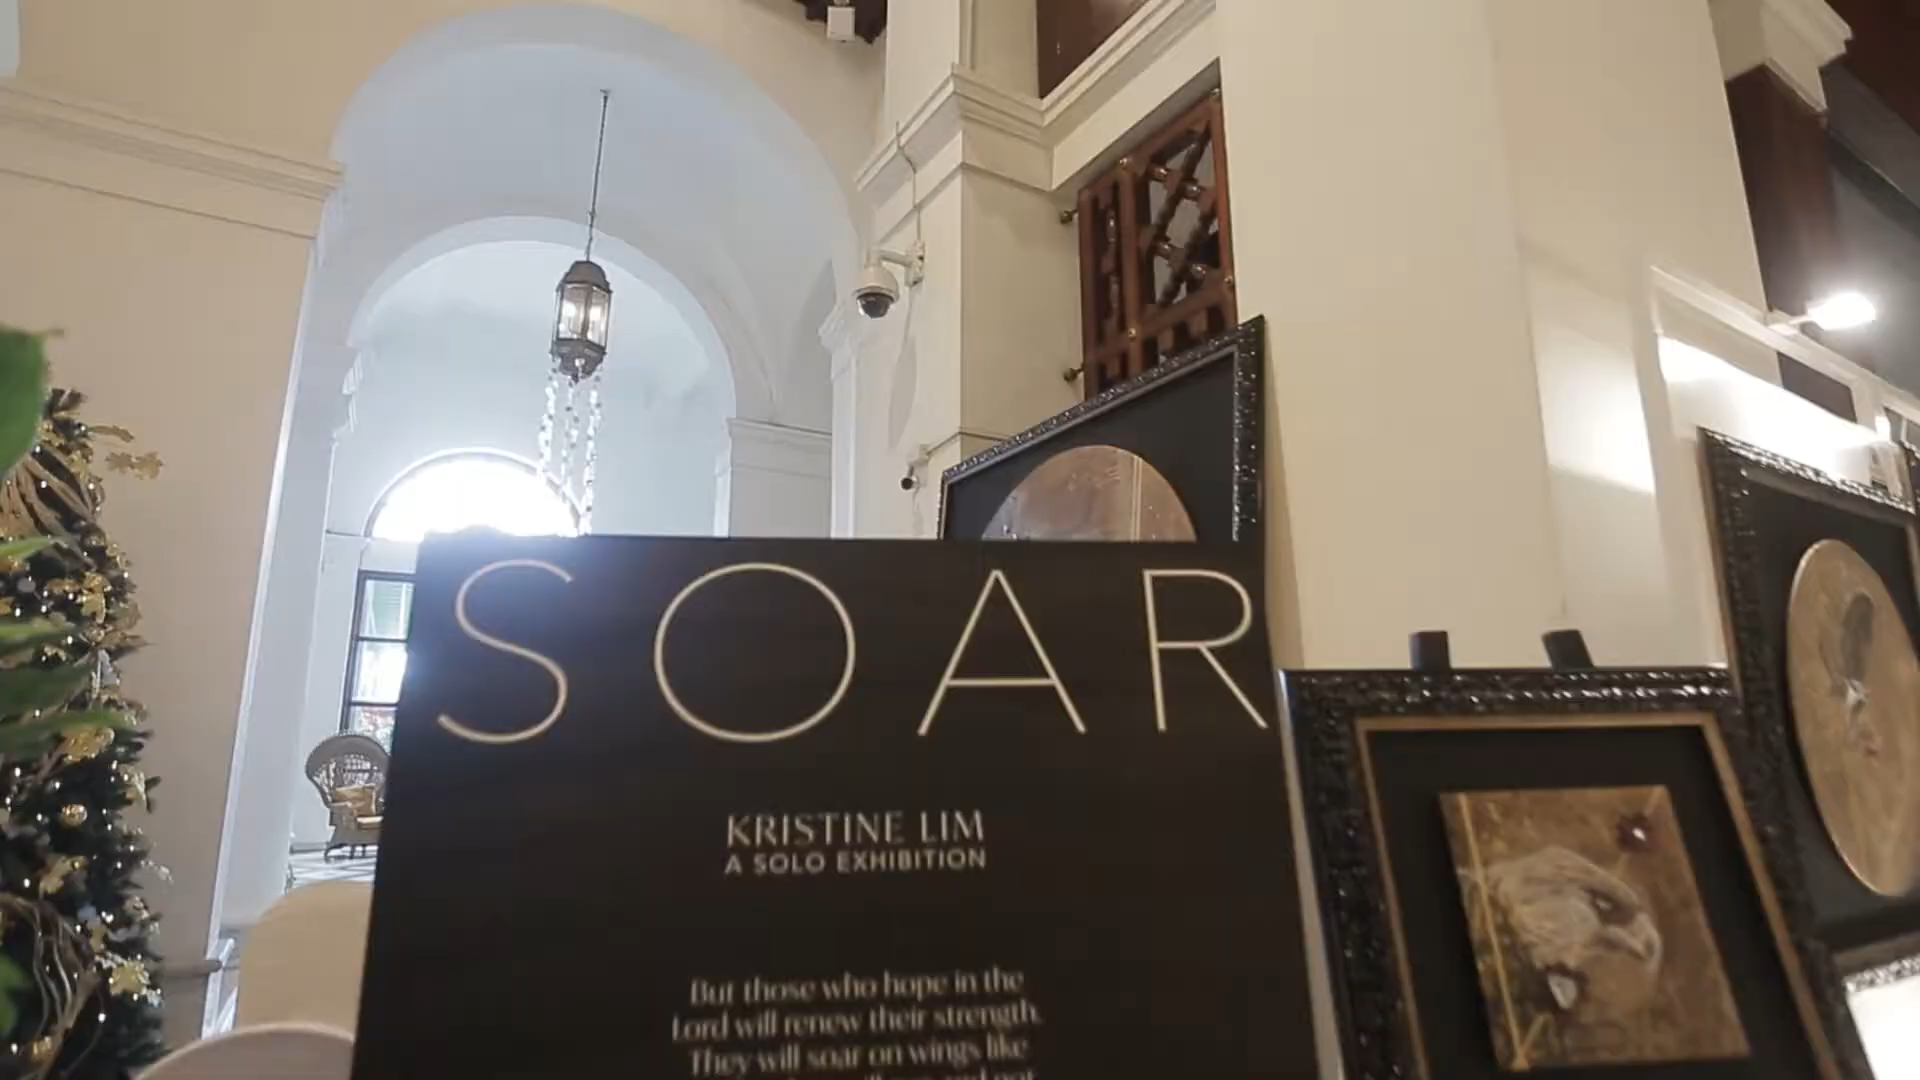 SOAR
KRISTINE LIM
A SOLO EXHIBITION
But those who hope in the
Lord will renew their strength.
They will soar on wings like